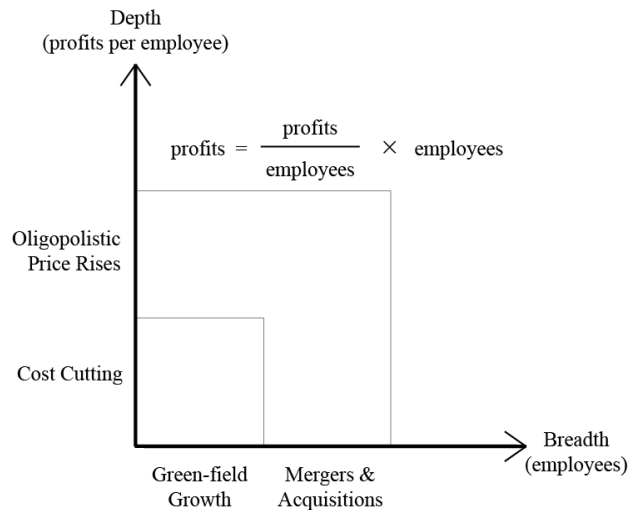 Depth
(profits per employee)
profits = profits / employees × employees
Oligopolistic
Price Rises
Cost Cutting
Breadth
(employees)
Green-field
Growth
Mergers &
Acquisitions